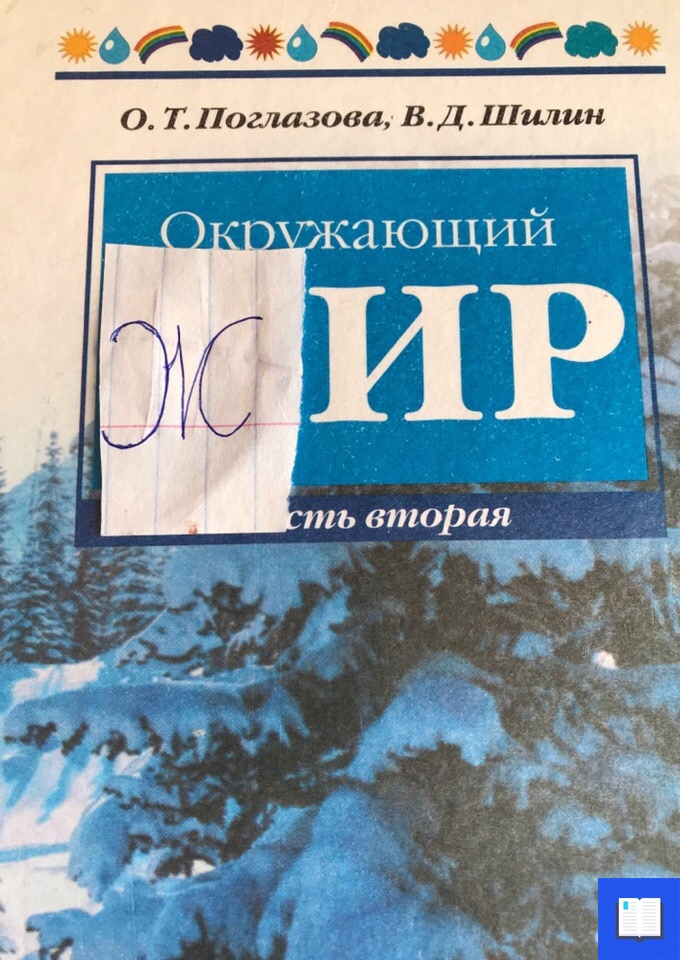 О. Т. Поглазова, В. Д. Шилин
Окружающий
ЖИР
сть вторая